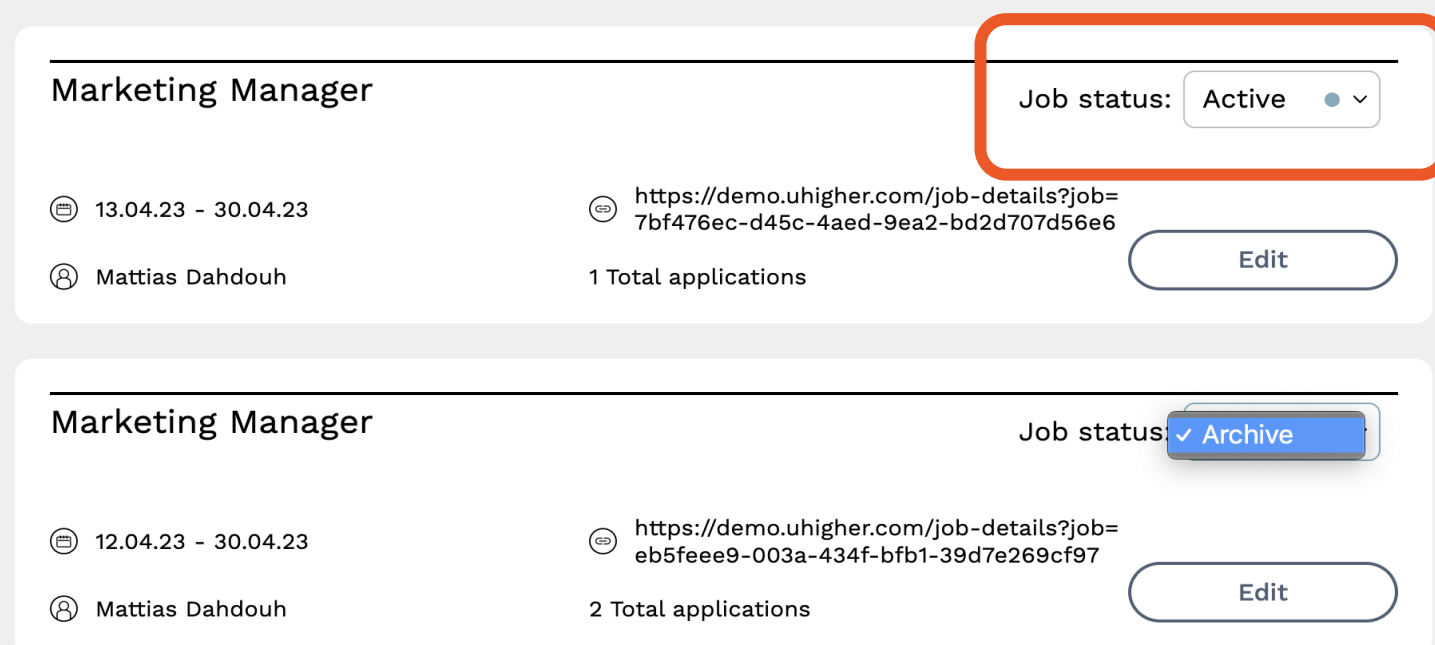 Marketing Manager
Job status: Active
13.04.23 - 30.04.23
https://demo.uhigher.com/job-details?job=
7bf476ec-d45c-4aed-9ea2-bd2d707d56e6
Edit
Mattias Dahdouh
1 Total applications
Marketing Manager
Job status: ✓ Archive
12.04.23 - 30.04.23
https://demo.uhigher.com/job-details?job=
eb5feee9-003a-434f-bfb1-39d7e269cf97
Edit
Mattias Dahdouh
2 Total applications